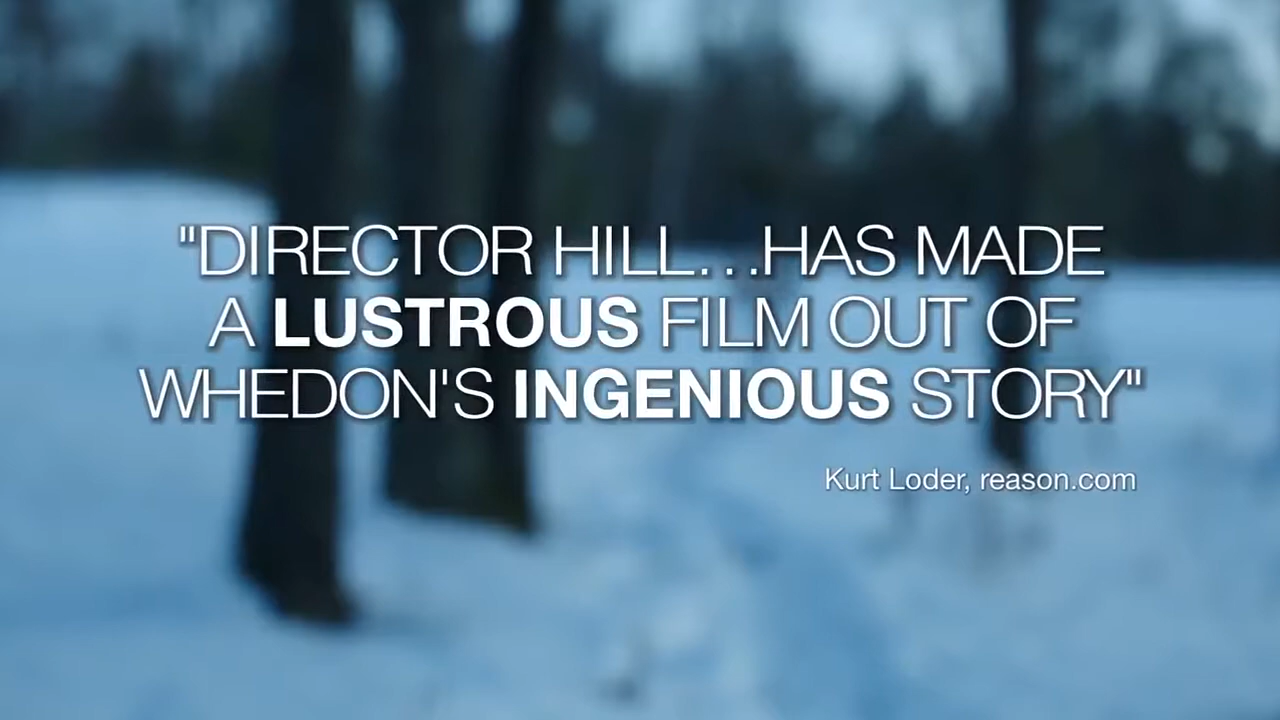 "DIRECTOR HILL...HAS MADE
A LUSTROUS FILM OUT OF
WHEDON'S INGENIOUS STORY"
Kurt Loder, reason.com